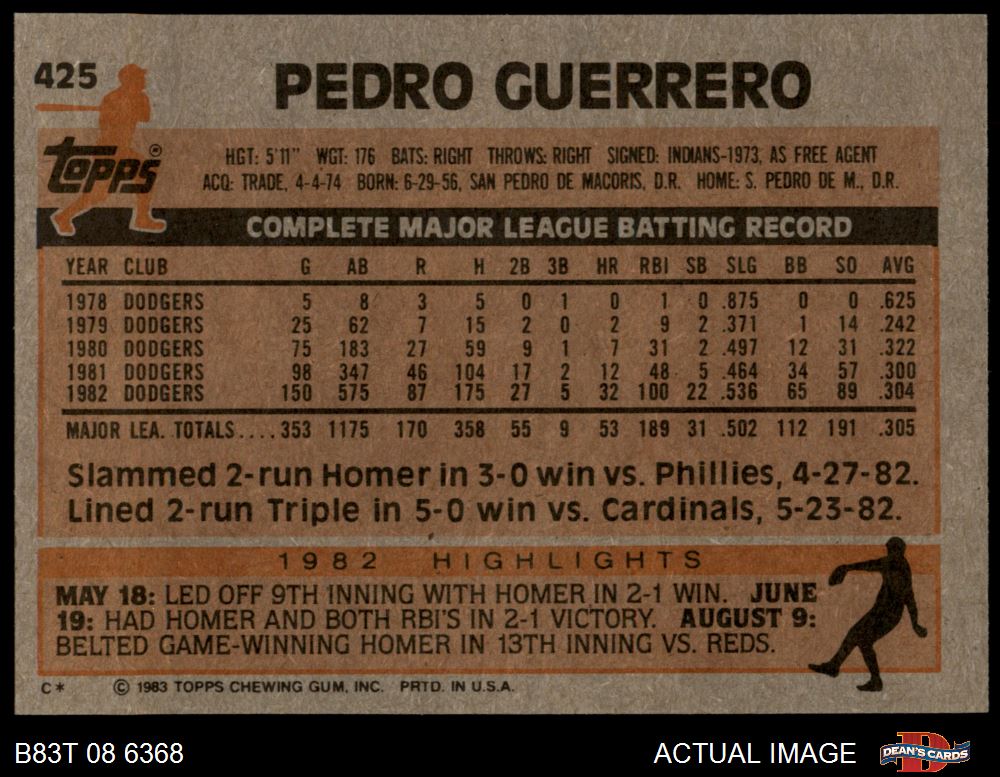 425
PEDRO GUERRERO
topps®
HGT: 5'11" WGT: 176 BATS: RIGHT THROWS: RIGHT SIGNED: INDIANS-1973, AS FREE AGENT
ACQ: TRADE, 4-4-74 BORN: 6-29-56, SAN PEDRO DE MACORIS, D.R. HOME: S. PEDRO DE M., D.R.
COMPLETE MAJOR LEAGUE BATTING RECORD
YEAR CLUB G AB R H 2B 3B HR RBI SB SLG BB SO AVG
1978 DODGERS 5 8 3 5 0 1 0 1 0 .875 0 0 .625
1979 DODGERS 25 62 7 15 2 0 2 9 2 .371 1 14 .242
1980 DODGERS 75 183 27 59 9 1 7 31 2 .497 12 31 .322
1981 DODGERS 98 347 46 104 17 2 12 48 5 .464 34 57 .300
1982 DODGERS 150 575 87 175 27 5 32 100 22 .536 65 89 .304
MAJOR LEA. TOTALS....353 1175 170 358 55 9 53 189 31 .502 112 191 .305
Slammed 2-run Homer in 3-0 win vs. Phillies, 4-27-82.
Lined 2-run Triple in 5-0 win vs. Cardinals, 5-23-82.
1982 HIGHLIGHTS
MAY 18: LED OFF 9TH INNING WITH HOMER IN 2-1 WIN. JUNE
19: HAD HOMER AND BOTH RBI'S IN 2-1 VICTORY. AUGUST 9:
BELTED GAME-WINNING HOMER IN 13TH INNING VS. REDS.
C* © 1983 TOPPS CHEWING GUM, INC. PRTD. IN U.S.A.
B83T 08 6368
ACTUAL IMAGE
DEAN'S CARDS